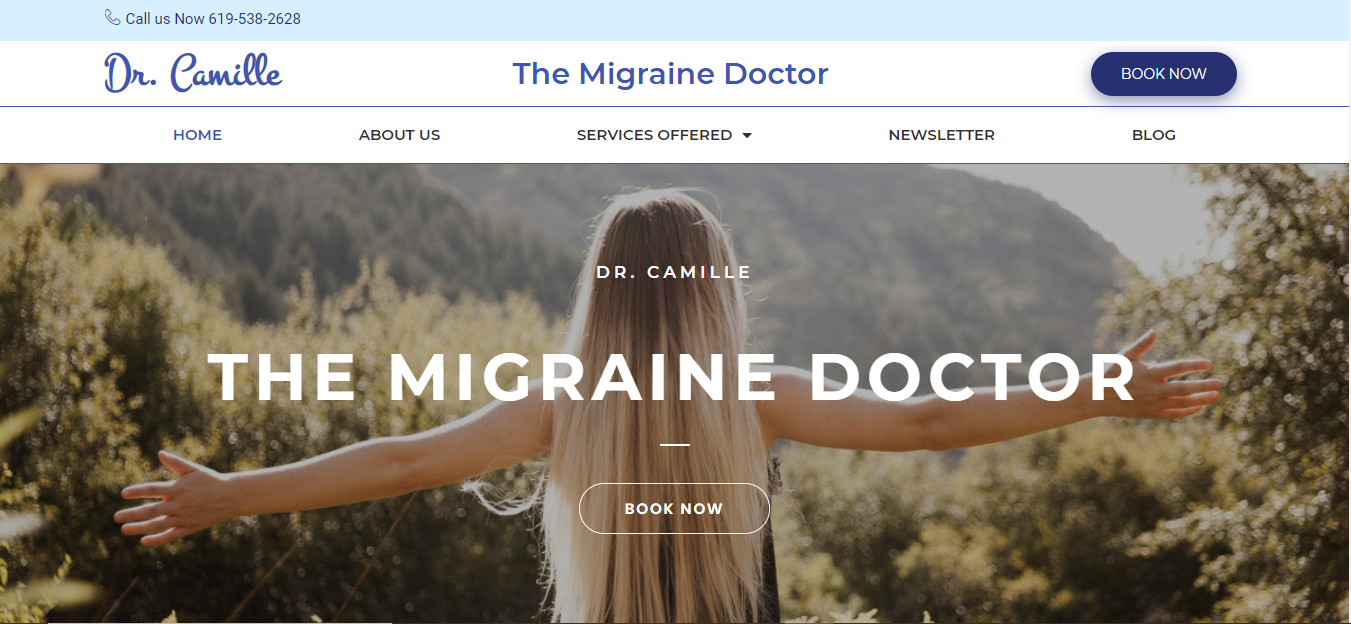 Call us Now 619-538-2628
Dr. Camille
The Migraine Doctor
BOOK NOW
HOME
ABOUT US
SERVICES OFFERED
NEWSLETTER
BLOG
DR. CAMILLE
THE MIGRAINE DOCTOR
BOOK NOW